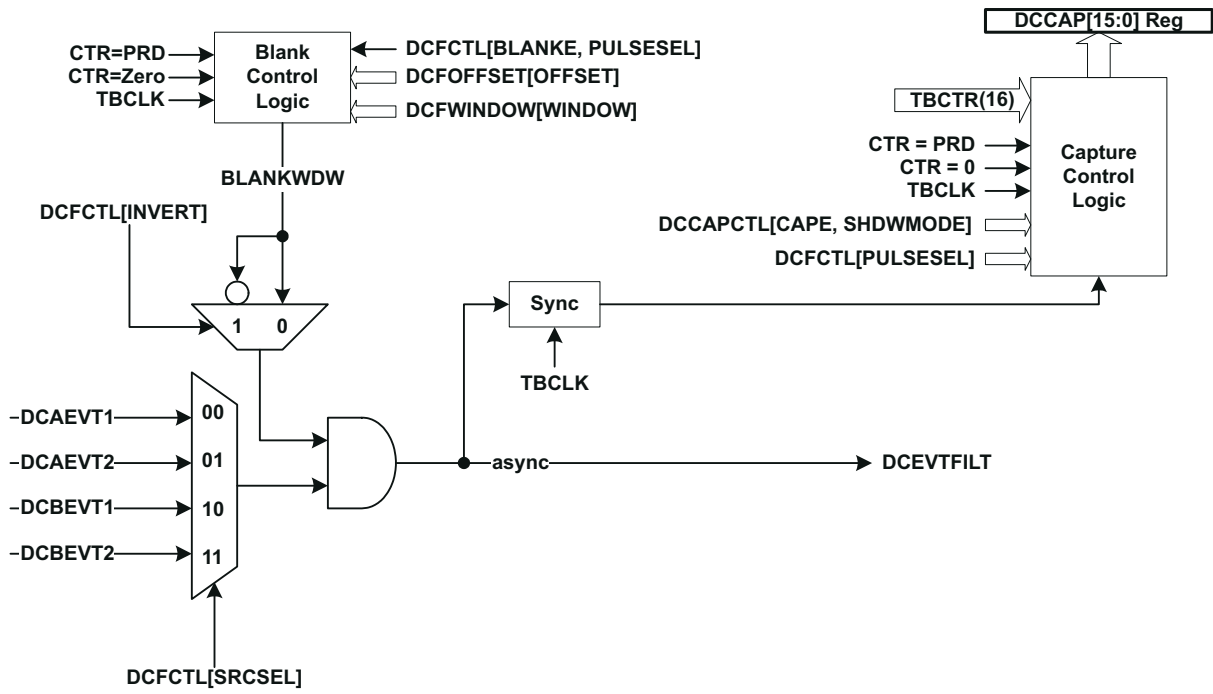 DCCAP[15:0] Reg
CTR=PRD
CTR=Zero
TBCLK
Blank
Control
Logic
DCFCTL[BLANKE, PULSESEL]
DCFOFFSET[OFFSET]
DCFWINDOW[WINDOW]
TBCTR(16)
CTR = PRD
CTR = 0
TBCLK
DCCAPCTL[CAPE, SHDWMODE]
DCFCTL[PULSESEL]
Capture
Control
Logic
BLANKWDW
DCFCTL[INVERT]
1 0
Sync
TBCLK
–DCAEVT1
–DCAEVT2
–DCBEVT1
–DCBEVT2
00
01
10
11
async
DCEVTFILT
DCFCTL[SRCSEL]